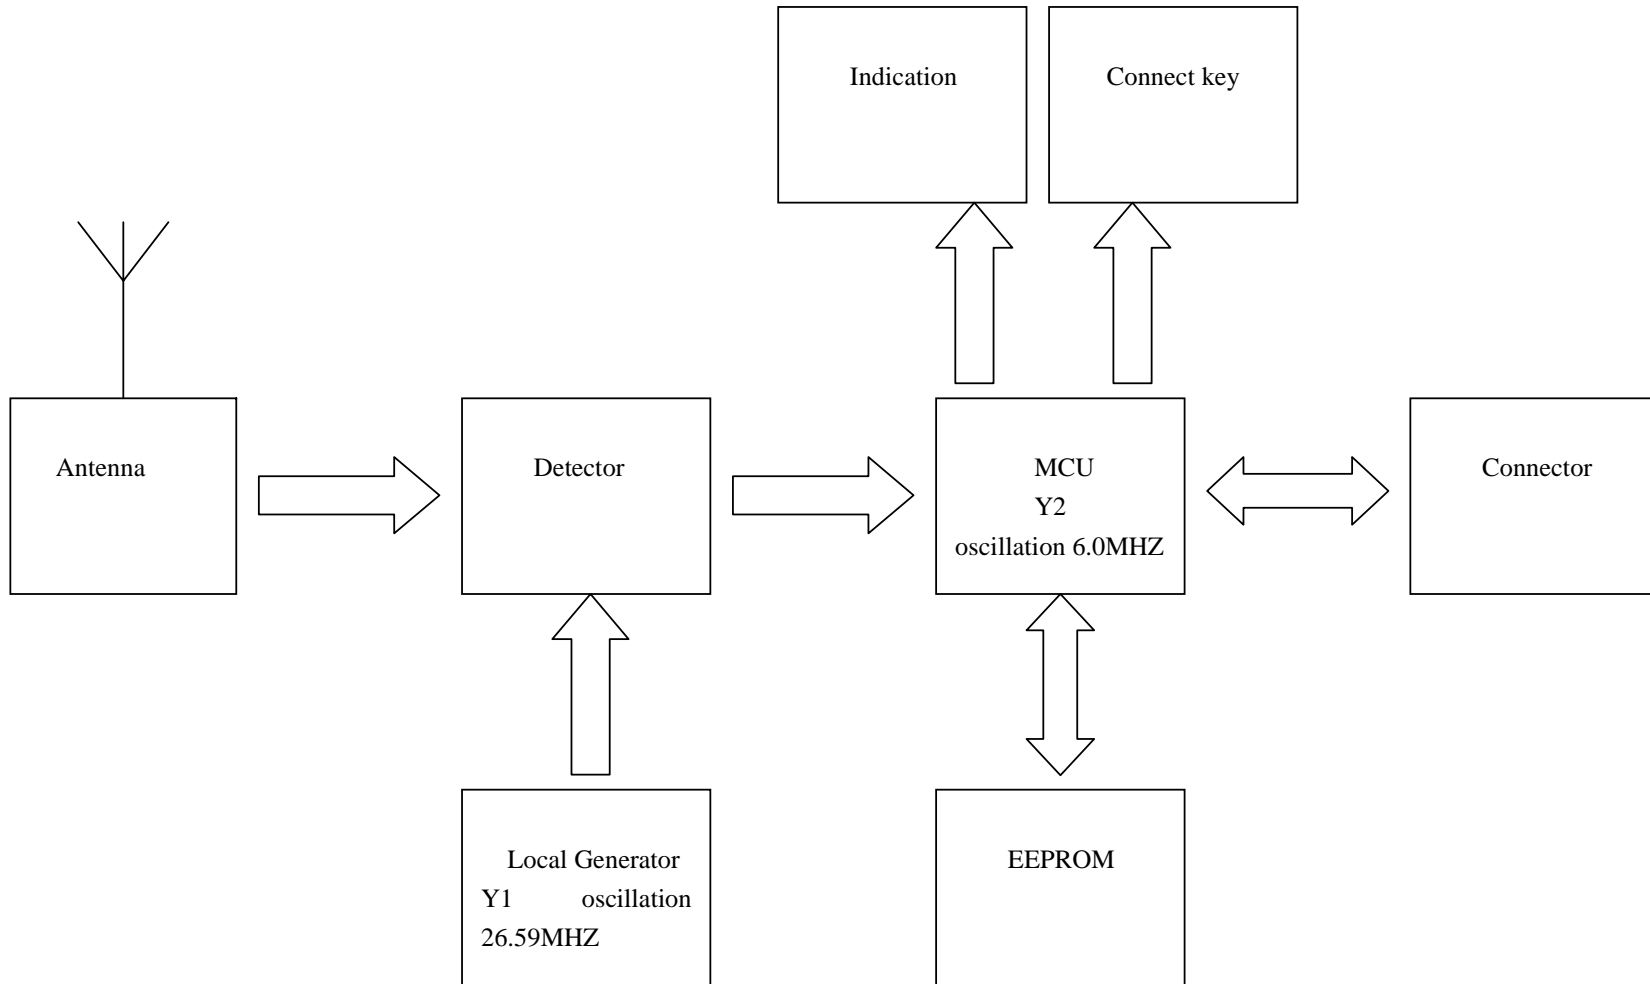 Indication
Connect key
Antenna
Detector
MCU
Y2
oscillation 6.0MHZ
Connector
Local Generator
Y1 oscillation
26.59MHZ
EEPROM